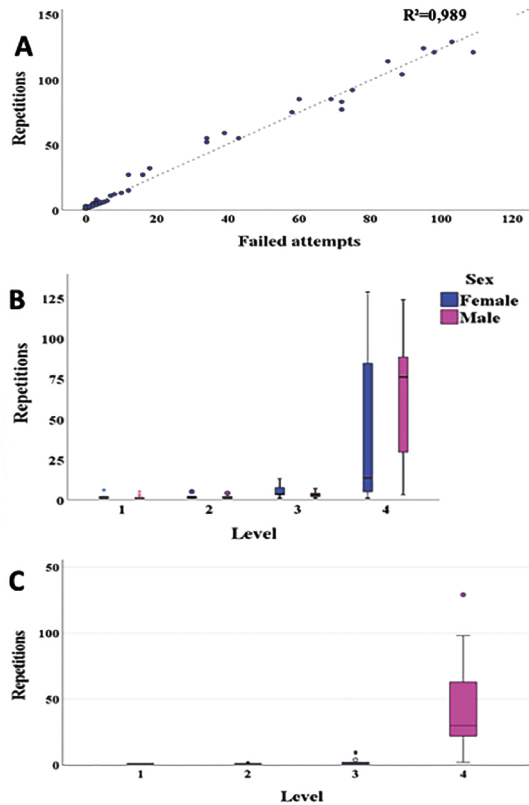 A
R²=0,989
Repetitions
150
100
50
0
0 20 40 60 80 100 120
Failed attempts
B
Sex
Female
Male
Repetitions
125
100
75
50
25
0
1 2 3 4
Level
C
Repetitions
50
100
50
0
1 2 3 4
Level